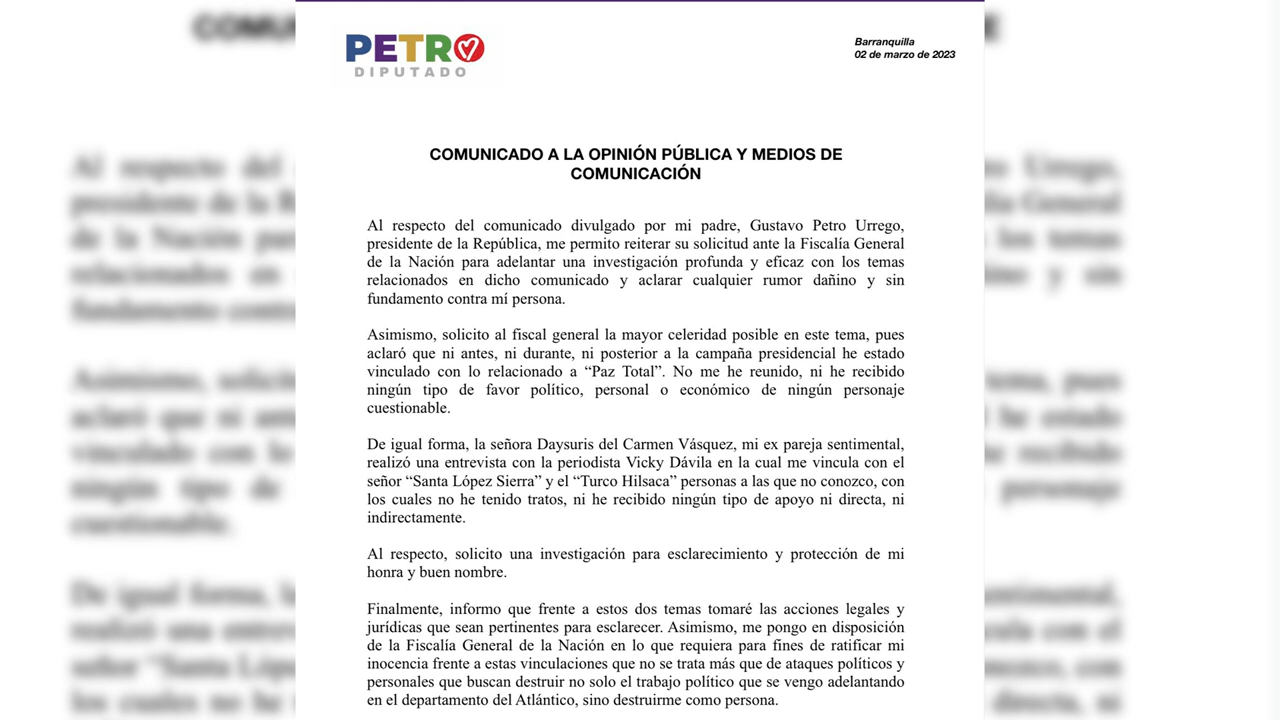 PETRO
DIPUTADO
Barranquilla
02 de marzo de 2023
COMUNICADO A LA OPINIÓN PÚBLICA Y MEDIOS DE
COMUNICACIÓN
Al respecto del comunicado divulgado por mi padre, Gustavo Petro Urrego,
presidente de la República, me permito reiterar su solicitud ante la Fiscalía General
de la Nación para adelantar una investigación profunda y eficaz con los temas
relacionados en dicho comunicado y aclarar cualquier rumor dañino y sin
fundamento contra mí persona.
Asimismo, solicito al fiscal general la mayor celeridad posible en este tema, pues
aclaró que ni antes, ni durante, ni posterior a la campaña presidencial he estado
vinculado con lo relacionado a “Paz Total”. No me he reunido, ni he recibido
ningún tipo de favor político, personal o económico de ningún personaje
cuestionable.
De igual forma, la señora Daysuris del Carmen Vásquez, mi ex pareja sentimental,
realizó una entrevista con la periodista Vicky Dávila en la cual me vincula con el
señor “Santa López Sierra” y el “Turco Hilsaca” personas a las que no conozco, con
los cuales no he tenido tratos, ni he recibido ningún tipo de apoyo ni directa, ni
indirectamente.
Al respecto, solicito una investigación para esclarecimiento y protección de mi
honra y buen nombre.
Finalmente, informo que frente a estos dos temas tomaré las acciones legales y
jurídicas que sean pertinentes para esclarecer. Asimismo, me pongo en disposición
de la Fiscalía General de la Nación en lo que requiera para fines de ratificar mi
inocencia frente a estas vinculaciones que no se trata más que de ataques políticos y
personales que buscan destruir no solo el trabajo político que se vengo adelantando
en el departamento del Atlántico, sino destruirme como persona.